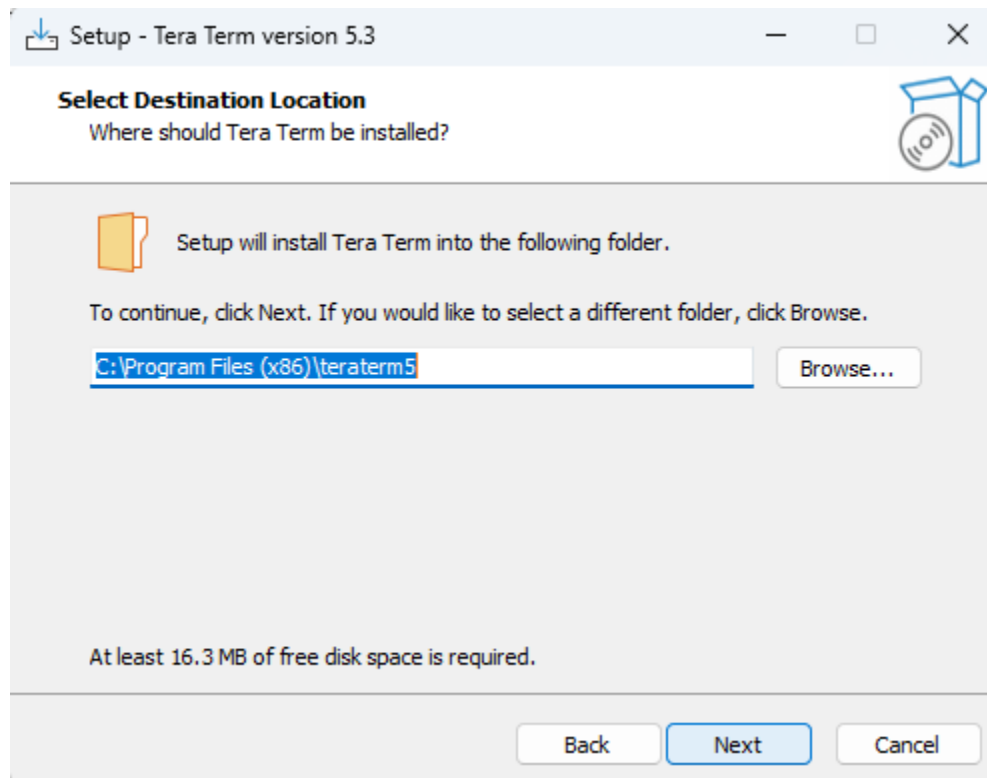 Setup - Tera Term version 5.3
Select Destination Location
Where should Tera Term be installed?
Setup will install Tera Term into the following folder.
To continue, click Next. If you would like to select a different folder, click Browse.
C:\Program Files (x86)\teraterm5
Browse...
At least 16.3 MB of free disk space is required.
Back
Next
Cancel